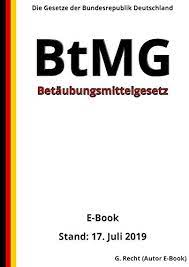 Die Gesetze der Bundesrepublik Deutschland
BtMG
Betäubungsmittelgesetz
E-Book
Stand: 17. Juli 2019
G. Recht (Autor E-Book)